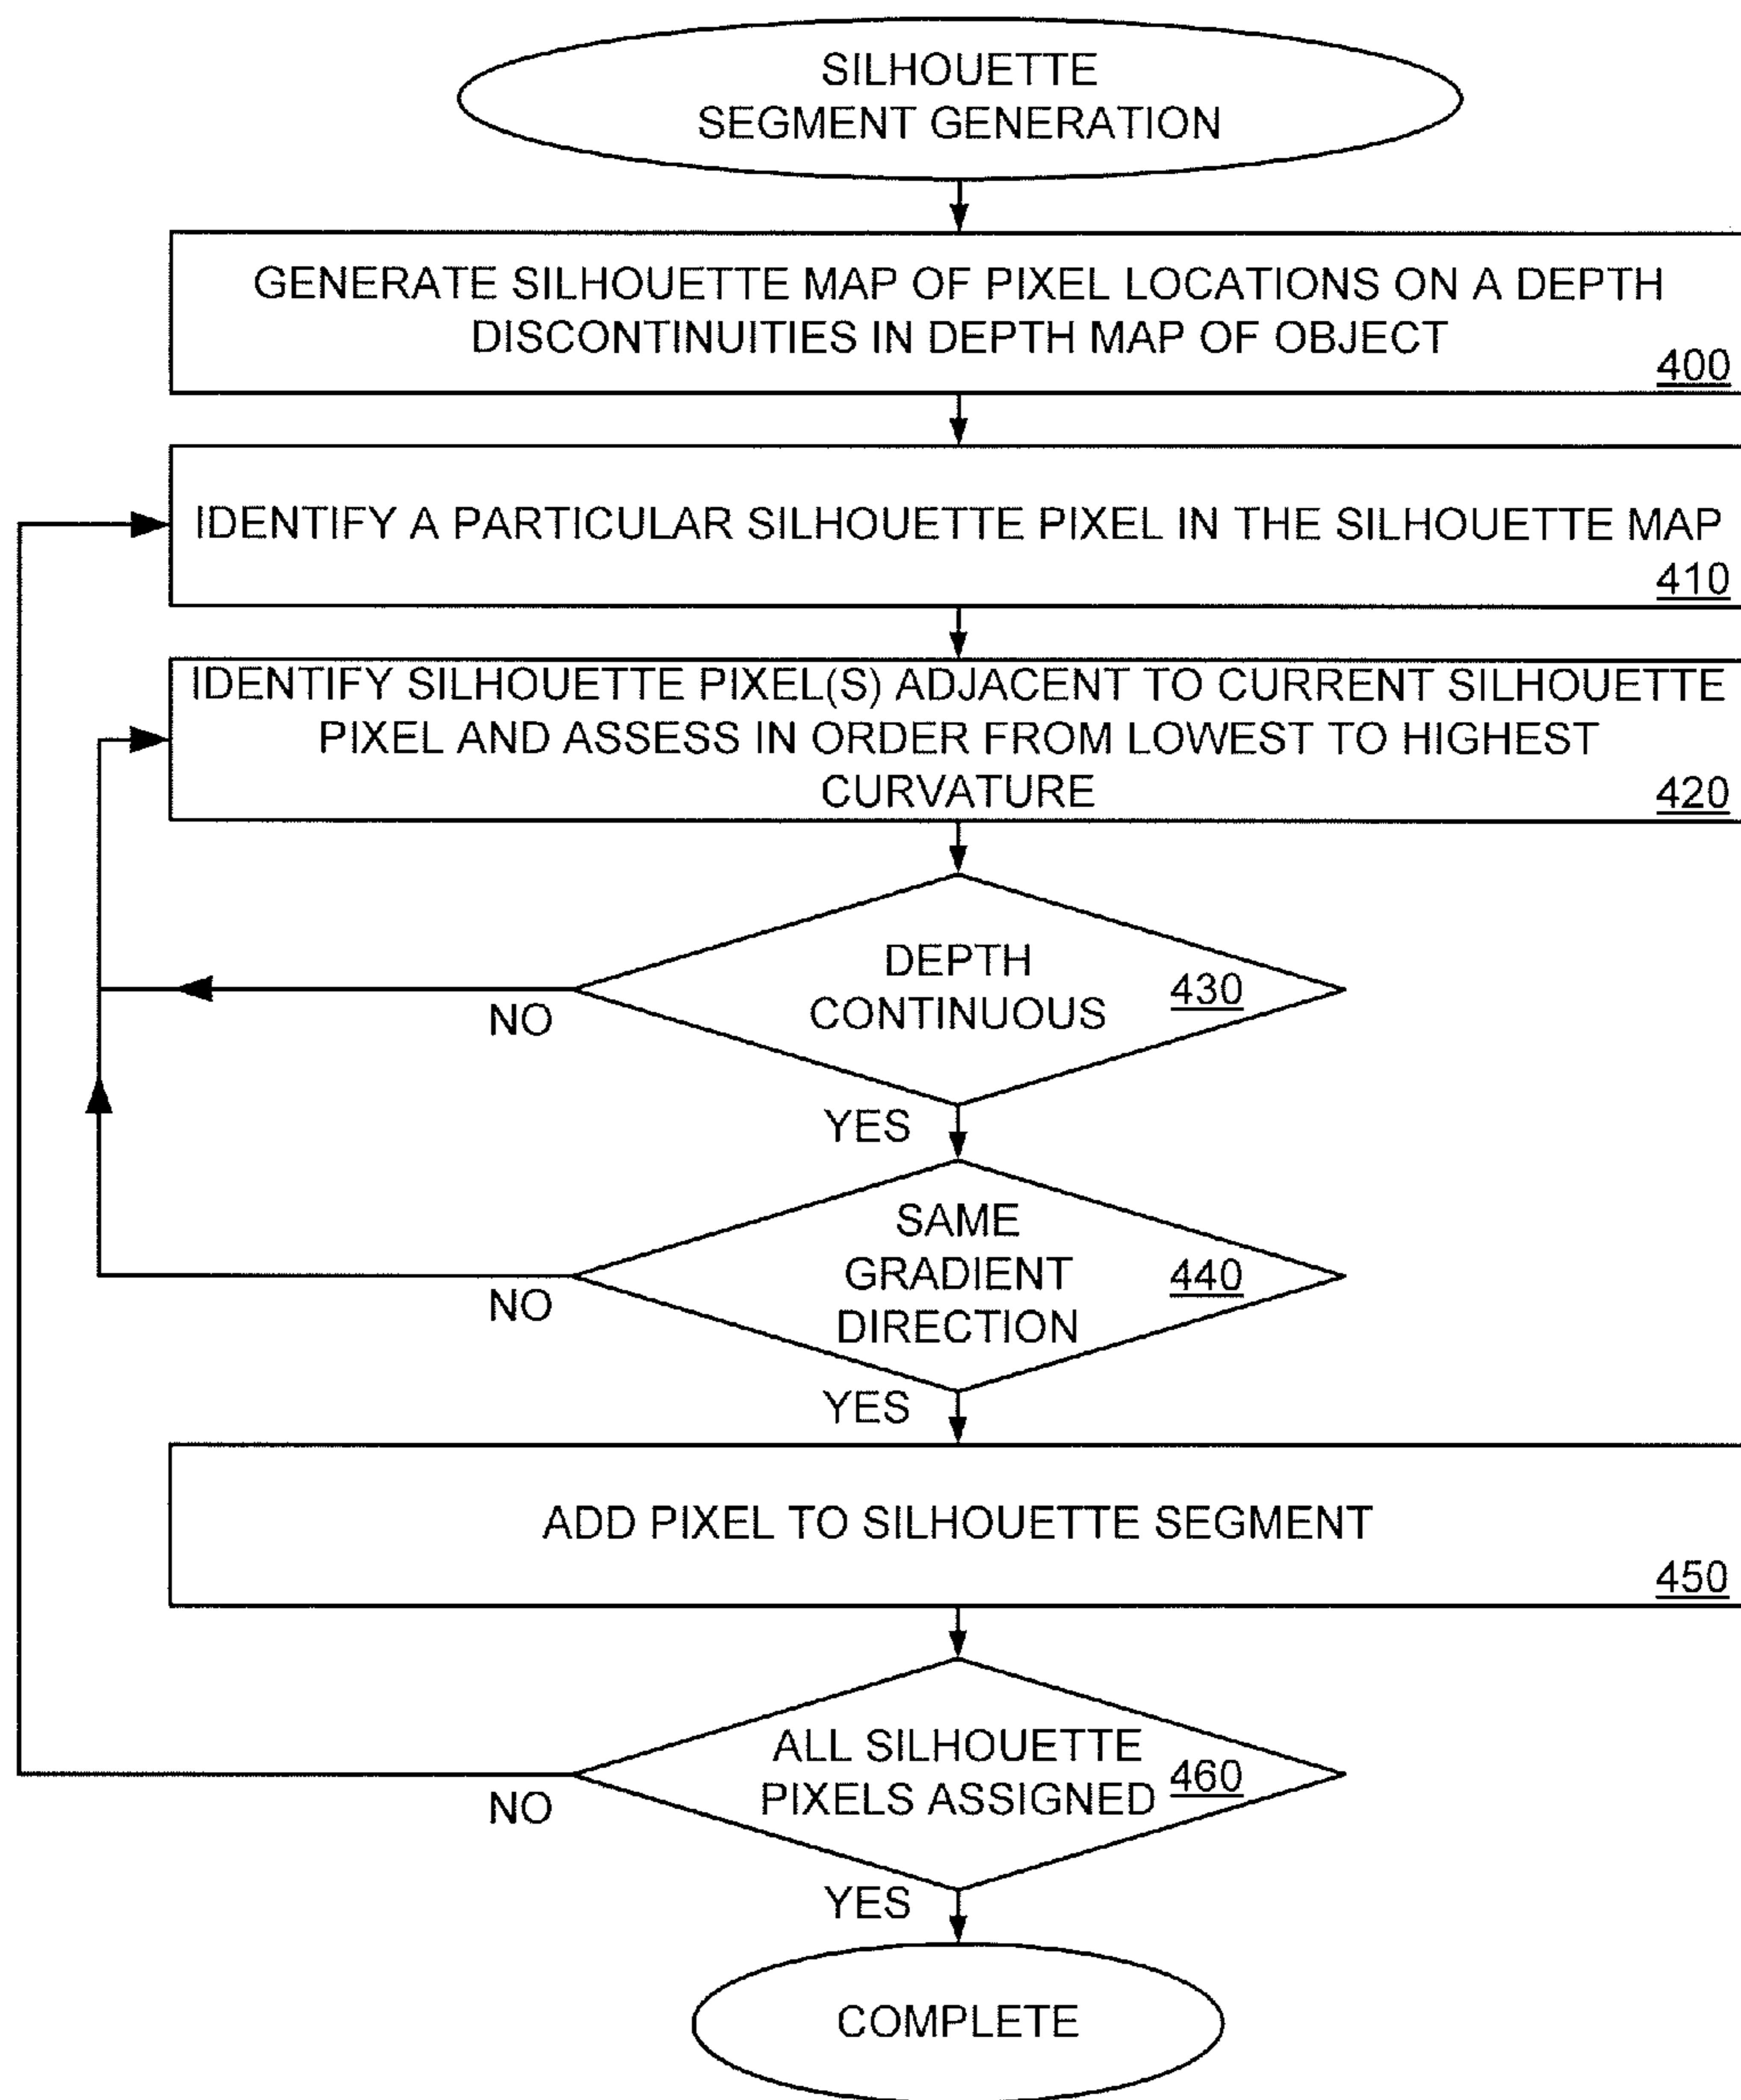 SILHOUETTE
SEGMENT GENERATION
GENERATE SILHOUETTE MAP OF PIXEL LOCATIONS ON A DEPTH
DISCONTINUITIES IN DEPTH MAP OF OBJECT
400
IDENTIFY A PARTICULAR SILHOUETTE PIXEL IN THE SILHOUETTE MAP
410
IDENTIFY SILHOUETTE PIXEL(S) ADJACENT TO CURRENT SILHOUETTE
PIXEL AND ASSESS IN ORDER FROM LOWEST TO HIGHEST
CURVATURE
420
DEPTH
CONTINUOUS
430
NO
YES
SAME
GRADIENT
DIRECTION
440
NO
YES
ADD PIXEL TO SILHOUETTE SEGMENT
450
ALL SILHOUETTE
PIXELS ASSIGNED
460
NO
YES
COMPLETE